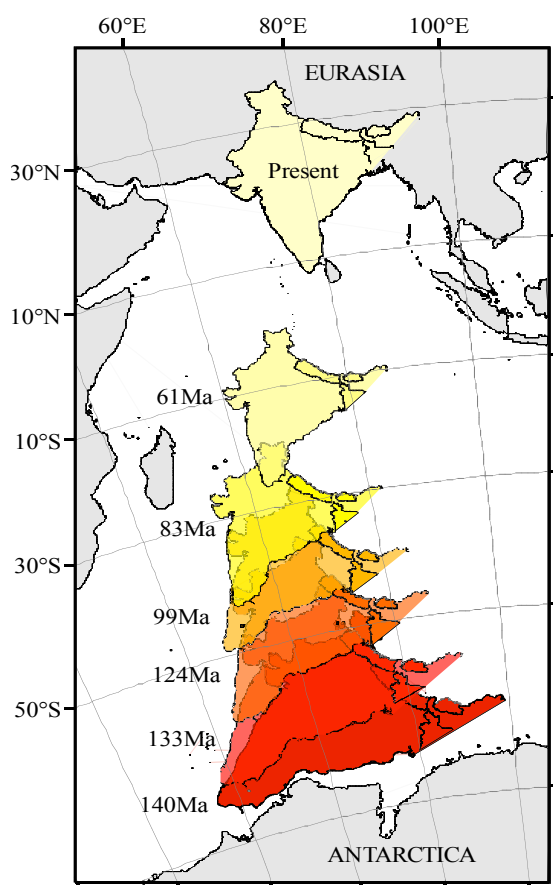 60°E 80°E 100°E
EURASIA
30°N
Present
10°N
61Ma
10°S
83Ma
30°S
99Ma
124Ma
50°S
133Ma
140Ma
ANTARCTICA